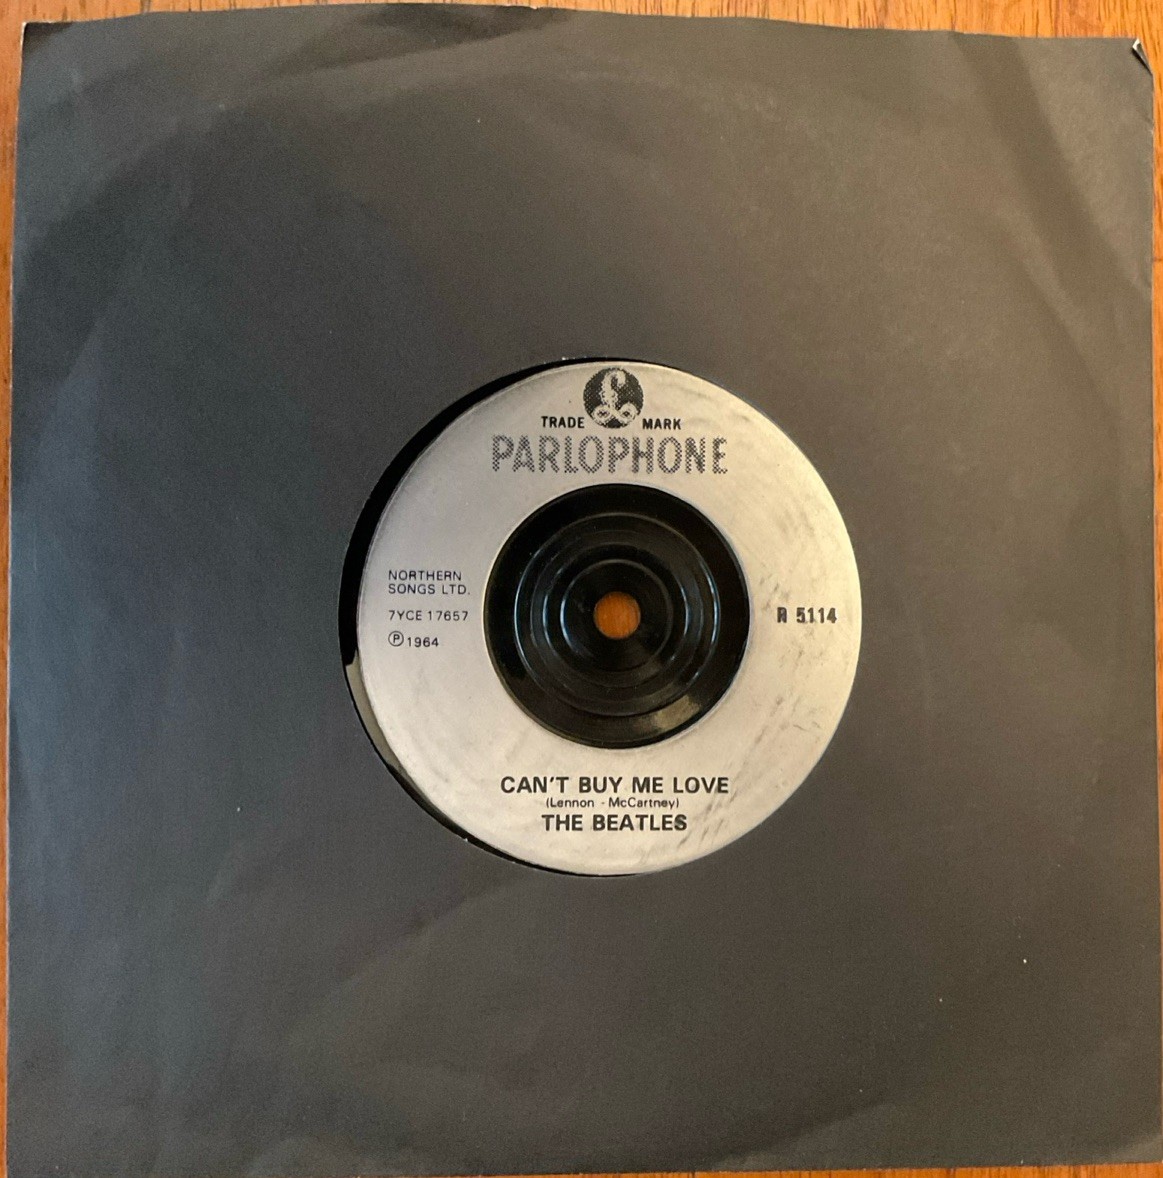 TRADE MARK
PARLOPHONE
NORTHERN
SONGS LTD.
7YCE 17657
Ⓟ 1964
R 5114
CAN'T BUY ME LOVE
(Lennon - McCartney)
THE BEATLES